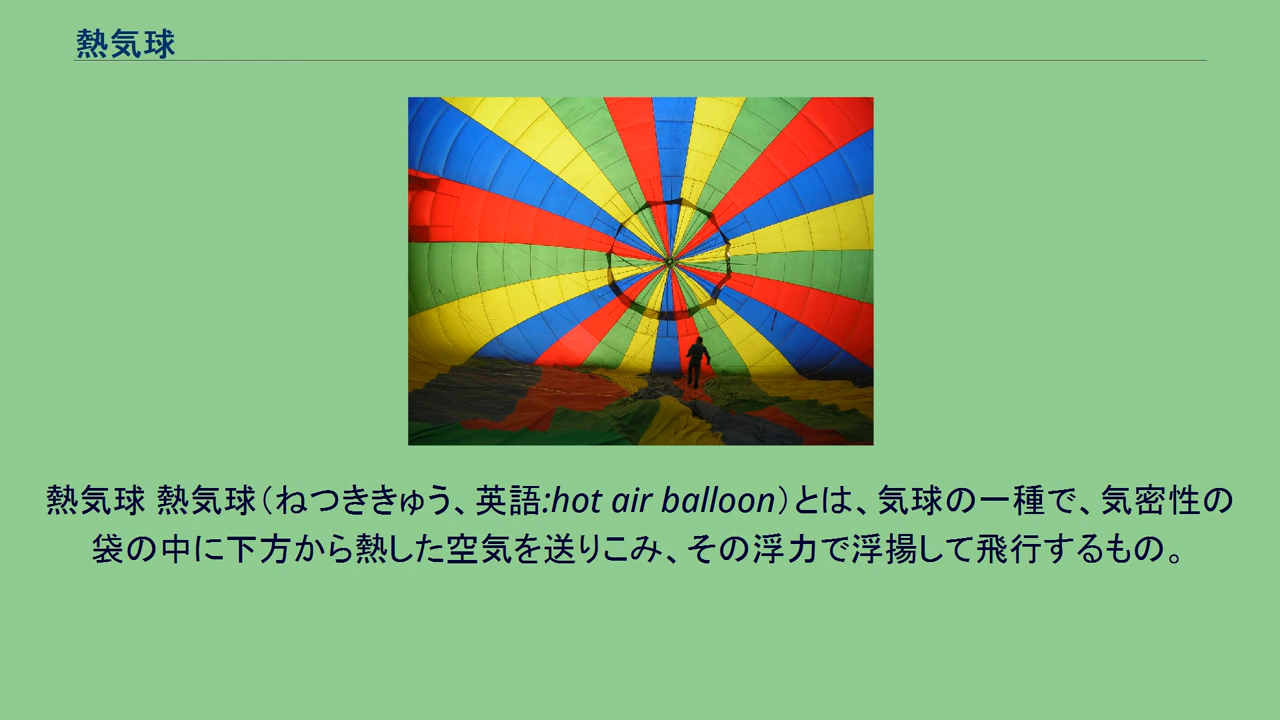 熱気球
熱気球 熱気球（ねつききゅう、英語:hot air balloon）とは、気球の一種で、気密性の
袋の中に下方から熱した空気を送りこみ、その浮力で浮揚して飛行するもの。